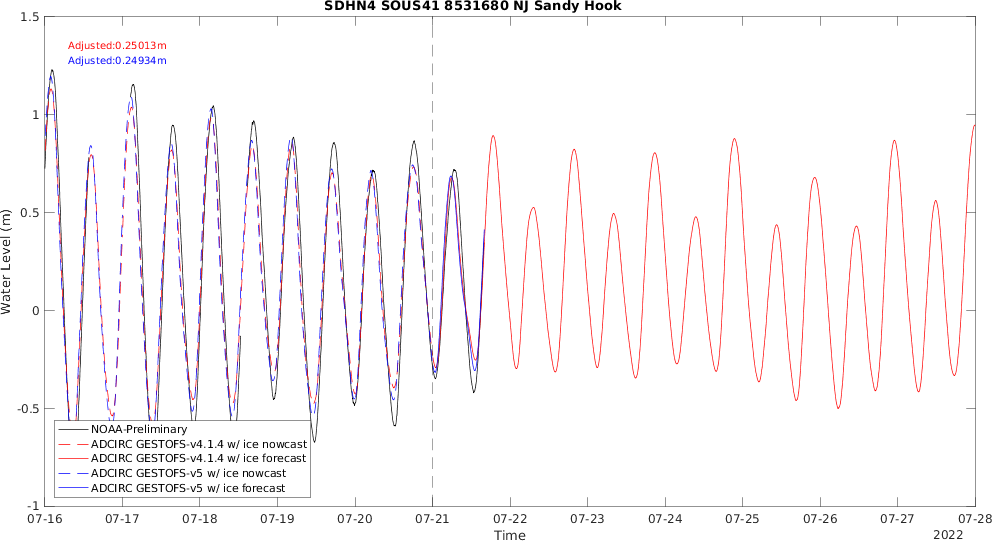 SDHN4 SOUS41 8531680 NJ Sandy Hook
1.5
Adjusted:0.25013m
Adjusted:0.24934m
1
0.5
Water Level (m)
0
-0.5
NOAA-Preliminary
ADCIRC GESTOFS-v4.1.4 w/ ice nowcast
ADCIRC GESTOFS-v4.1.4 w/ ice forecast
ADCIRC GESTOFS-v5 w/ ice nowcast
ADCIRC GESTOFS-v5 w/ ice forecast
-1
07-16 07-17 07-18 07-19 07-20 07-21 07-22 07-23 07-24 07-25 07-26 07-27 07-28
Time
2022